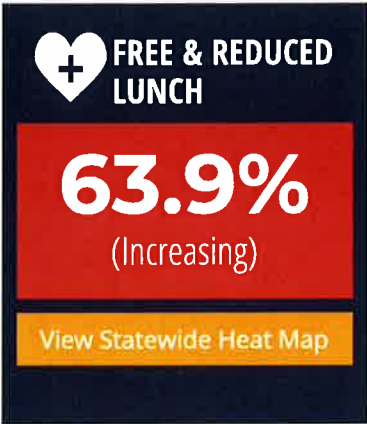 FREE & REDUCED
LUNCH
63.9%
(Increasing)
View Statewide Heat Map